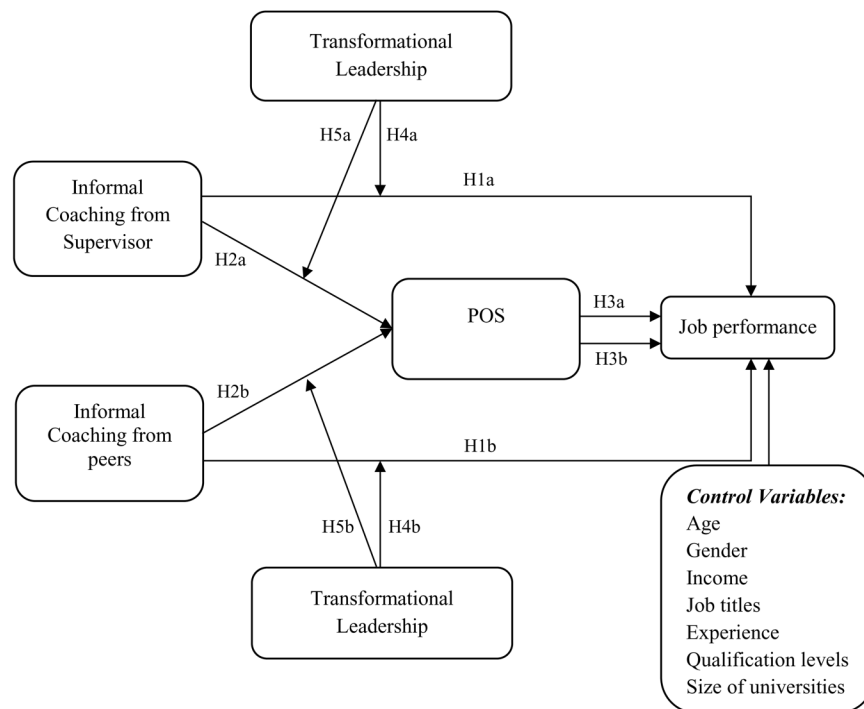 Transformational
Leadership
H5a
H4a
Informal
Coaching from
Supervisor
H1a
H2a
POS
H3a
Job performance
H3b
H2b
Informal
Coaching from
peers
H1b
H5b
H4b
Transformational
Leadership
Control Variables:
Age
Gender
Income
Job titles
Experience
Qualification levels
Size of universities